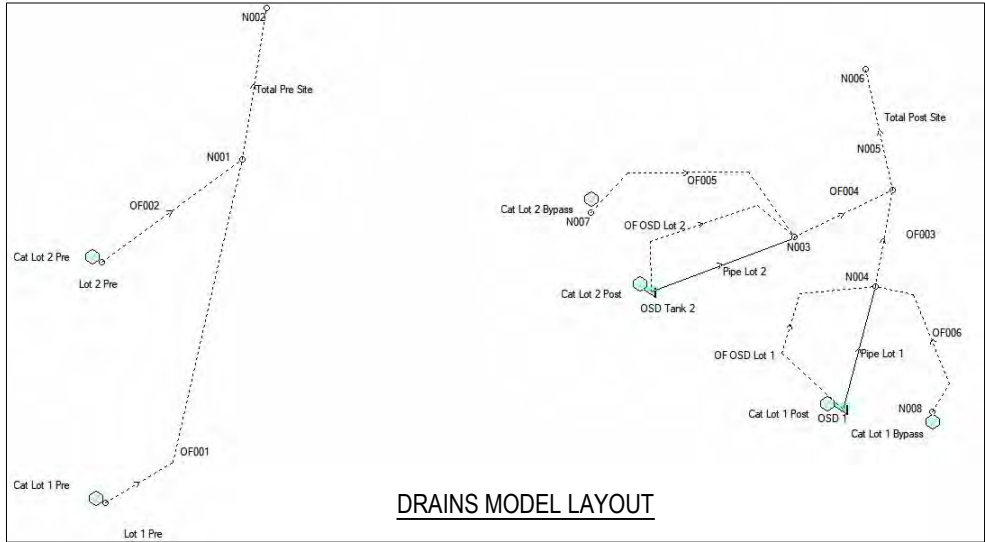 N002
Total Pre Site
N001
OF002
Cat Lot 2 Pre
Lot 2 Pre
OF001
Cat Lot 1 Pre
Lot 1 Pre
N006
Total Post Site
N005
OF005
OF004
Cat Lot 2 Bypass
N007
OF OSD Lot 2
OF003
N003
Pipe Lot 2
N004
Cat Lot 2 Post
OSD Tank 2
OF006
Pipe Lot 1
OF OSD Lot 1
N008
Cat Lot 1 Post
OSD 1
Cat Lot 1 Bypass
DRAINS MODEL LAYOUT